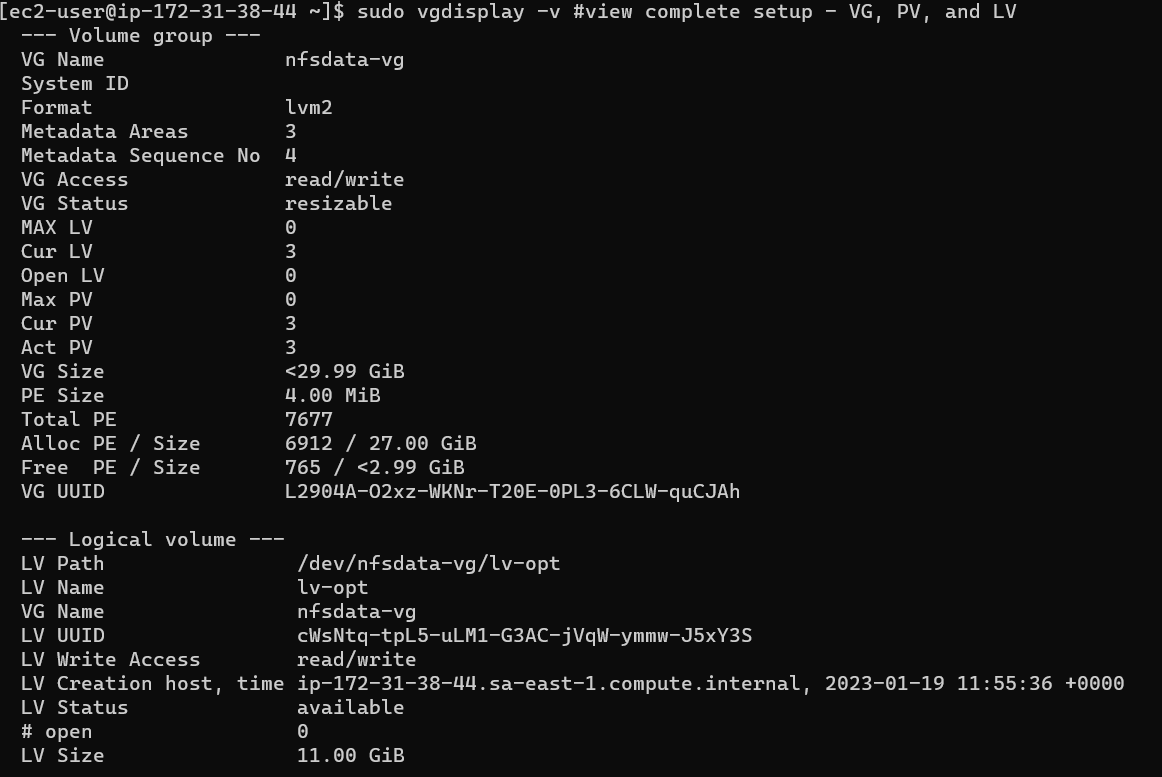 [ec2-user@ip-172-31-38-44 ~]$ sudo vgdisplay -v #view complete setup - VG, PV, and LV
--- Volume group ---
VG Name nfsdata-vg
System ID
Format lvm2
Metadata Areas 3
Metadata Sequence No 4
VG Access read/write
VG Status resizable
MAX LV 0
Cur LV 3
Open LV 0
Max PV 0
Cur PV 3
Act PV 3
VG Size <29.99 GiB
PE Size 4.00 MiB
Total PE 7677
Alloc PE / Size 6912 / 27.00 GiB
Free PE / Size 765 / <2.99 GiB
VG UUID L2904A-O2xz-WKNr-T20E-0PL3-6CLW-quCJAh
--- Logical volume ---
LV Path /dev/nfsdata-vg/lv-opt
LV Name lv-opt
VG Name nfsdata-vg
LV UUID cWsNtq-tpL5-uLM1-G3AC-jVqW-ymmw-J5xY3S
LV Write Access read/write
LV Creation host, time ip-172-31-38-44.sa-east-1.compute.internal, 2023-01-19 11:55:36 +0000
LV Status available
# open 0
LV Size 11.00 GiB